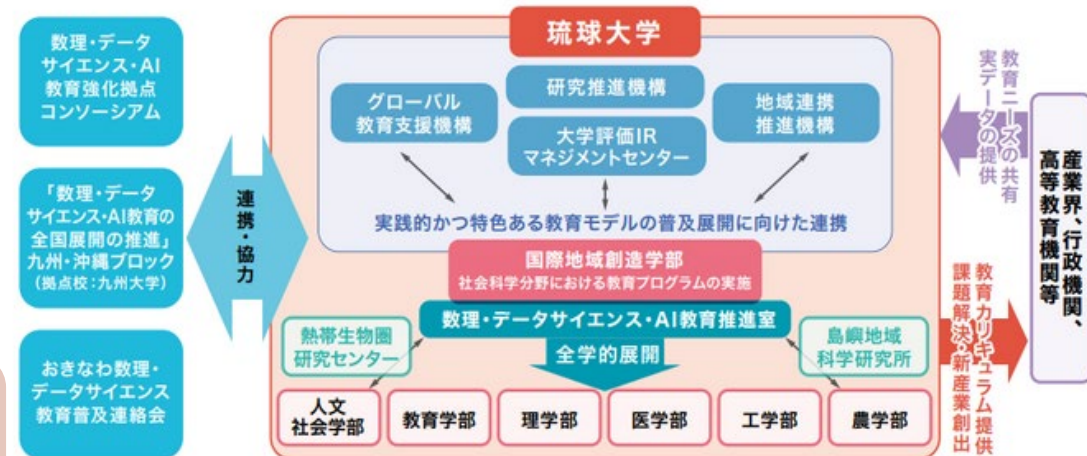 数理・データ
サイエンス・AI
教育強化拠点
コンソーシアム
「数理・データ
サイエンス・AI教育の
全国展開の推進」
九州・沖縄ブロック
（拠点校：九州大学）
おきなわ数理・
データサイエンス
教育普及連絡会
連携・協力
琉球大学
グローバル
教育支援機構
研究推進機構
大学評価IR
マネジメントセンター
地域連携
推進機構
実践的かつ特色ある教育モデルの普及展開に向けた連携
国際地域創造学部
社会科学分野における教育プログラムの実施
数理・データサイエンス・AI教育推進室
熱帯生物圏
研究センター
全学的展開
島嶼地域
科学研究所
人文
社会学部
教育学部
理学部
医学部
工学部
農学部
教育ニーズの共有
実データの提供
教育カリキュラム提供
課題解決・新産業創出
産業界、行政機関、
高等教育機関等